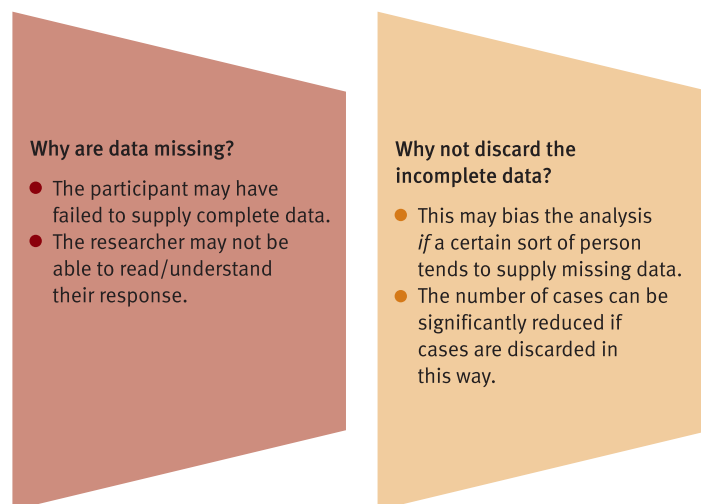 Why are data missing?
● The participant may have
failed to supply complete data.
● The researcher may not be
able to read/understand
their response.
Why not discard the
incomplete data?
● This may bias the analysis
if a certain sort of person
tends to supply missing data.
● The number of cases can be
significantly reduced if
cases are discarded in
this way.